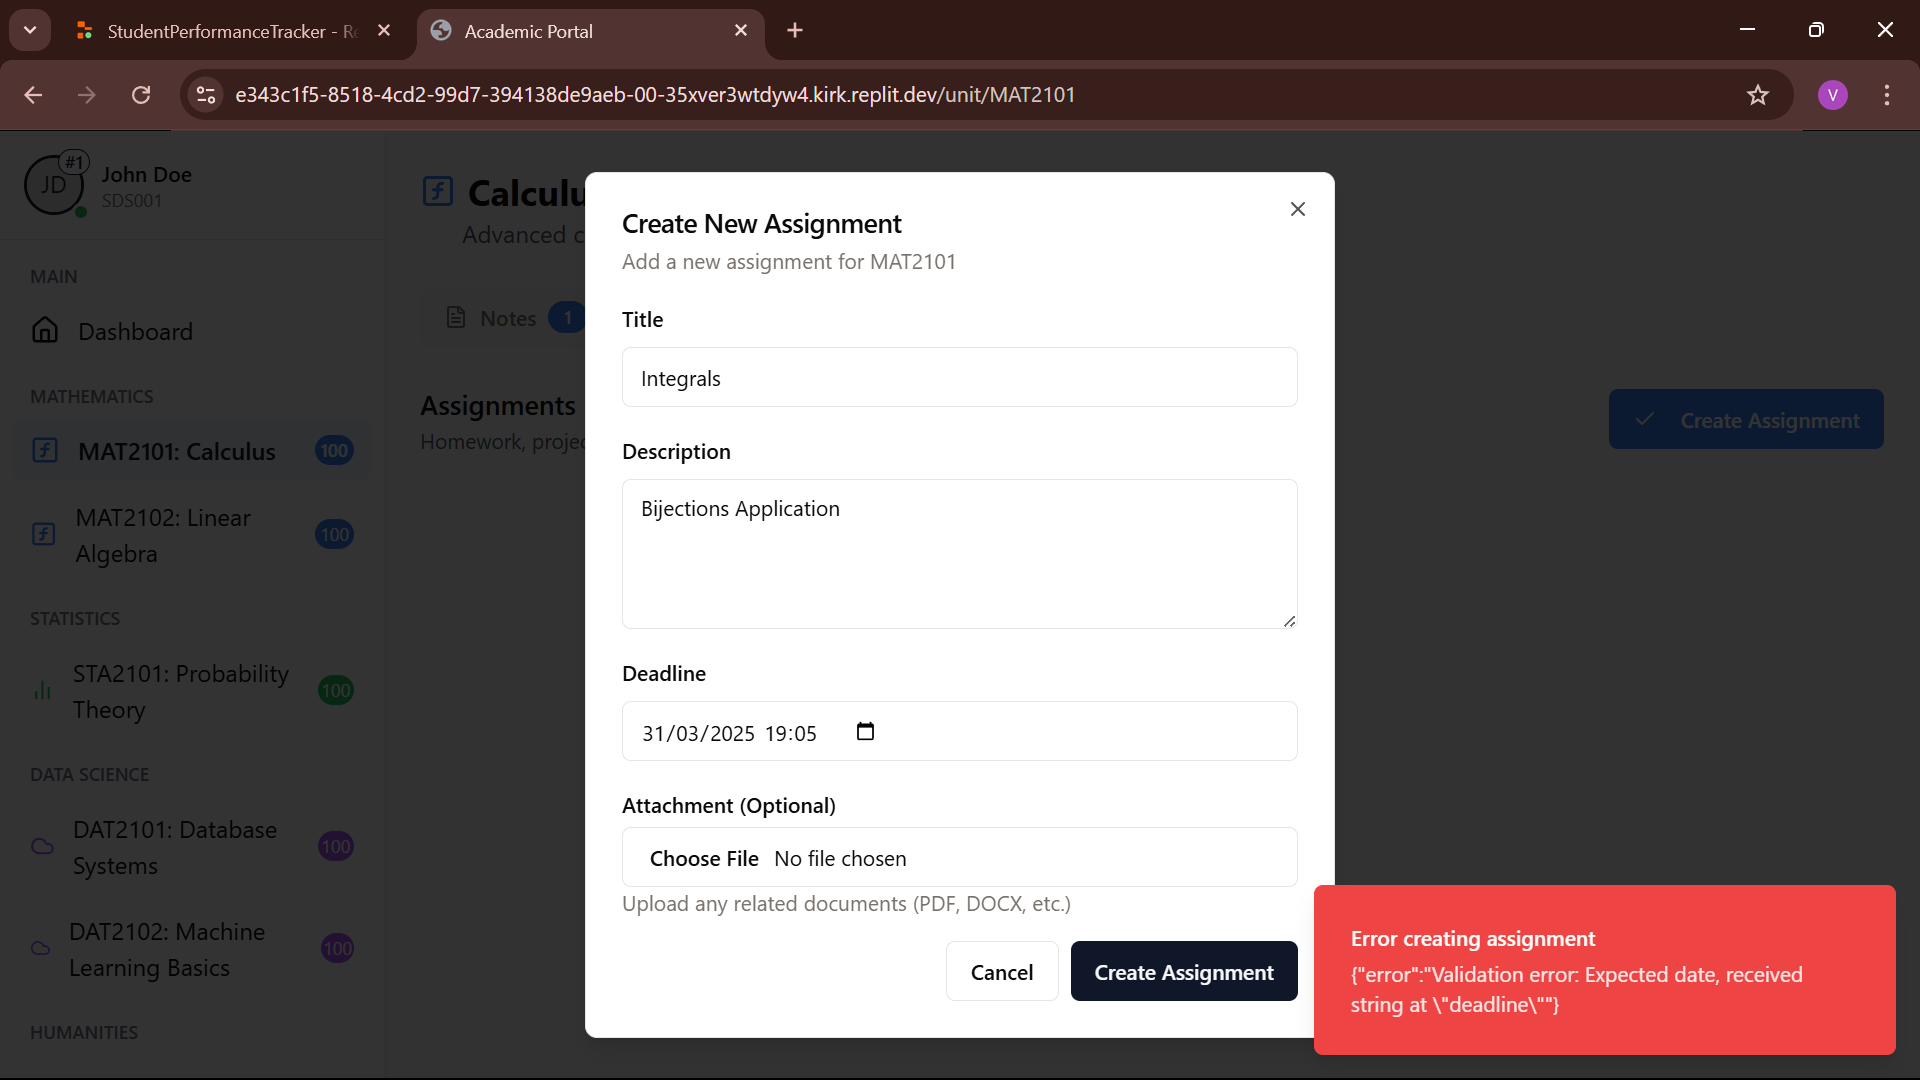 StudentPerformanceTracker - Re
Academic Portal
e343c1f5-8518-4cd2-99d7-394138de9aeb-00-35xver3wtdyw4.kirk.replit.dev/unit/MAT2101
V
#1
JD
John Doe
SDS001
MAIN
Dashboard
MATHEMATICS
MAT2101: Calculus
100
MAT2102: Linear
Algebra
100
STATISTICS
STA2101: Probability
Theory
100
DATA SCIENCE
DAT2101: Database
Systems
100
DAT2102: Machine
Learning Basics
100
HUMANITIES
Calculu
Advanced c
Notes
1
Assignments
Homework, projec
Create Assignment
Create New Assignment
Add a new assignment for MAT2101
Title
Integrals
Description
Bijections Application
Deadline
31/03/2025 19:05
Attachment (Optional)
Choose File No file chosen
Upload any related documents (PDF, DOCX, etc.)
Cancel
Create Assignment
Error creating assignment
{"error":"Validation error: Expected date, received
string at \"deadline\""}